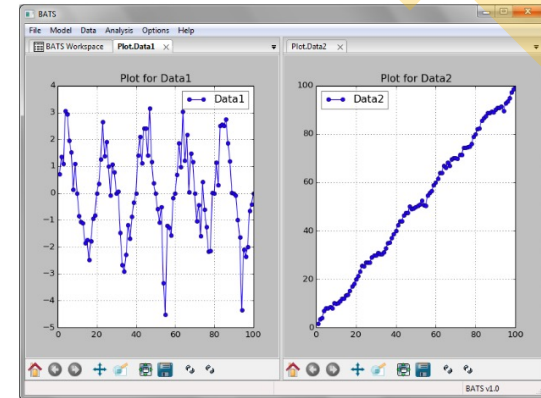 BATS
File Model Data Analysis Options Help
BATS Workspace Plot.Data1 Plot.Data2
Plot for Data1
Data1
4
3
2
1
0
−1
−2
−3
−4
−5
0 20 40 60 80 100
Plot for Data2
Data2
100
80
60
40
20
0 20 40 60 80 100
BATS v1.0